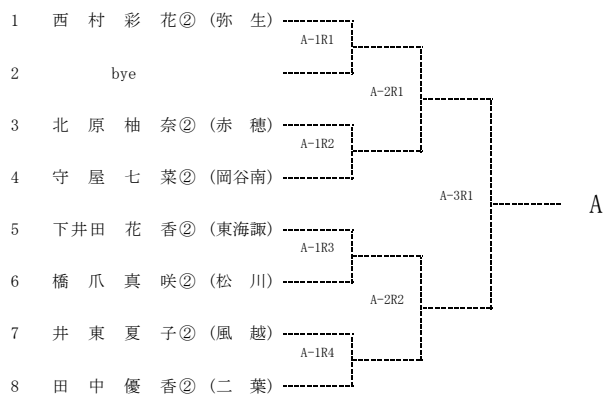 1 西 村 彩 花② (弥 生)
A-1R1
2 bye
A-2R1
3 北 原 柚 奈② (赤 穂)
A-1R2
4 守 屋 七 菜② (岡谷南)
A-3R1
A
5 下井田 花 香② (東海諏)
A-1R3
6 橋 爪 真 咲② (松 川)
A-2R2
7 井 東 夏 子② (風 越)
A-1R4
8 田 中 優 香② (二 葉)